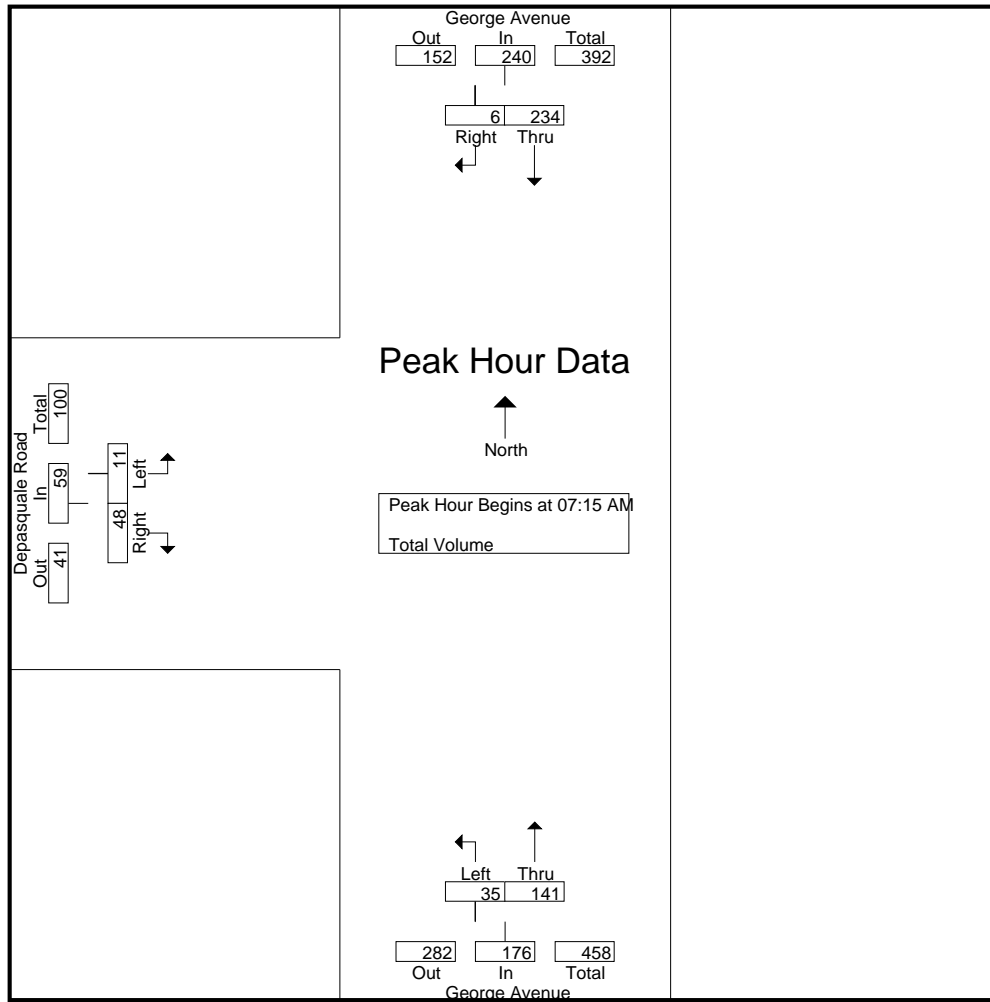 George Avenue
Out In Total
152 240 392
6 234
Right Thru
Peak Hour Data
North
Peak Hour Begins at 07:15 AM
Total Volume
Depasquale Road
Out In Total
41 59 100
48 11
Right Left
Left Thru
35 141
282 176 458
Out In Total
George Avenue